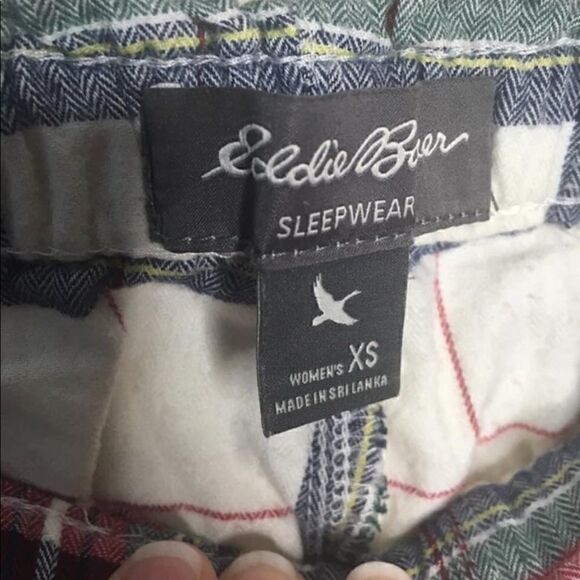 Eddie Bauer
SLEEPWEAR
WOMEN'S XS
MADE IN SRI LANKA